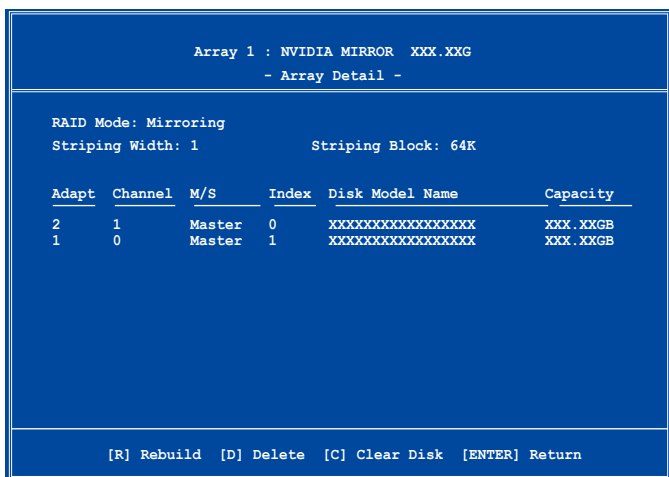 Array 1 : NVIDIA MIRROR XXX.XXG
- Array Detail -
RAID Mode: Mirroring
Striping Width: 1 Striping Block: 64K
Adapt Channel M/S Index Disk Model Name Capacity
2 1 Master 0 XXXXXXXXXXXXXXXXX XXX.XXGB
1 0 Master 1 XXXXXXXXXXXXXXXXX XXX.XXGB
[R] Rebuild [D] Delete [C] Clear Disk [ENTER] Return